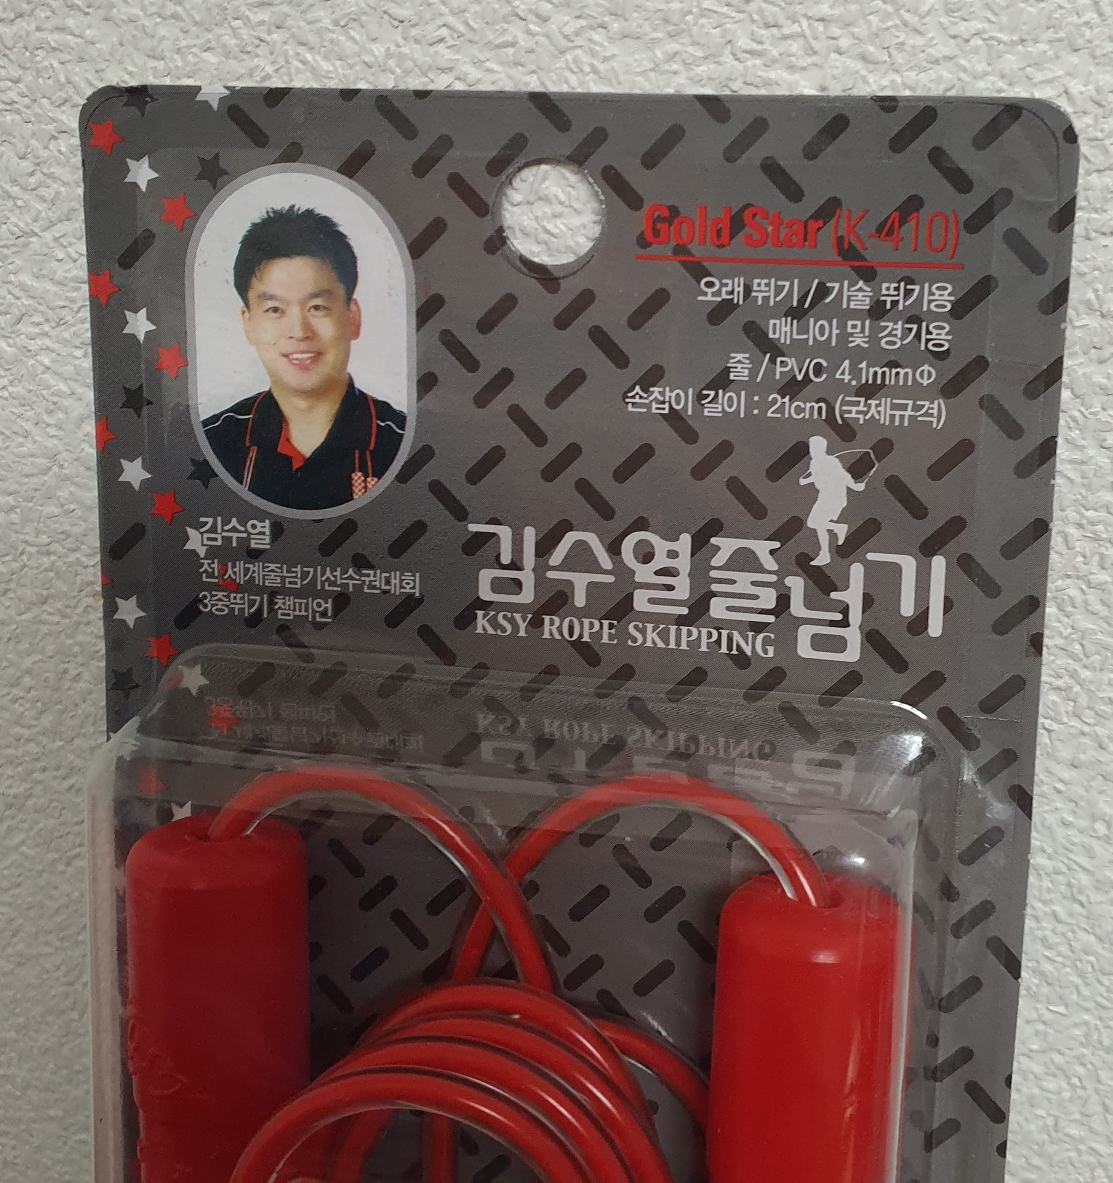 Gold Star (K-410)
오래 뛰기 / 기술 뛰기용
매니아 및 경기용
줄 / PVC 4.1mmΦ
손잡이 길이 : 21cm (국제규격)
김수열
전 세계줄넘기선수권대회
3중뛰기 챔피언
김수열줄넘기
KSY ROPE SKIPPING